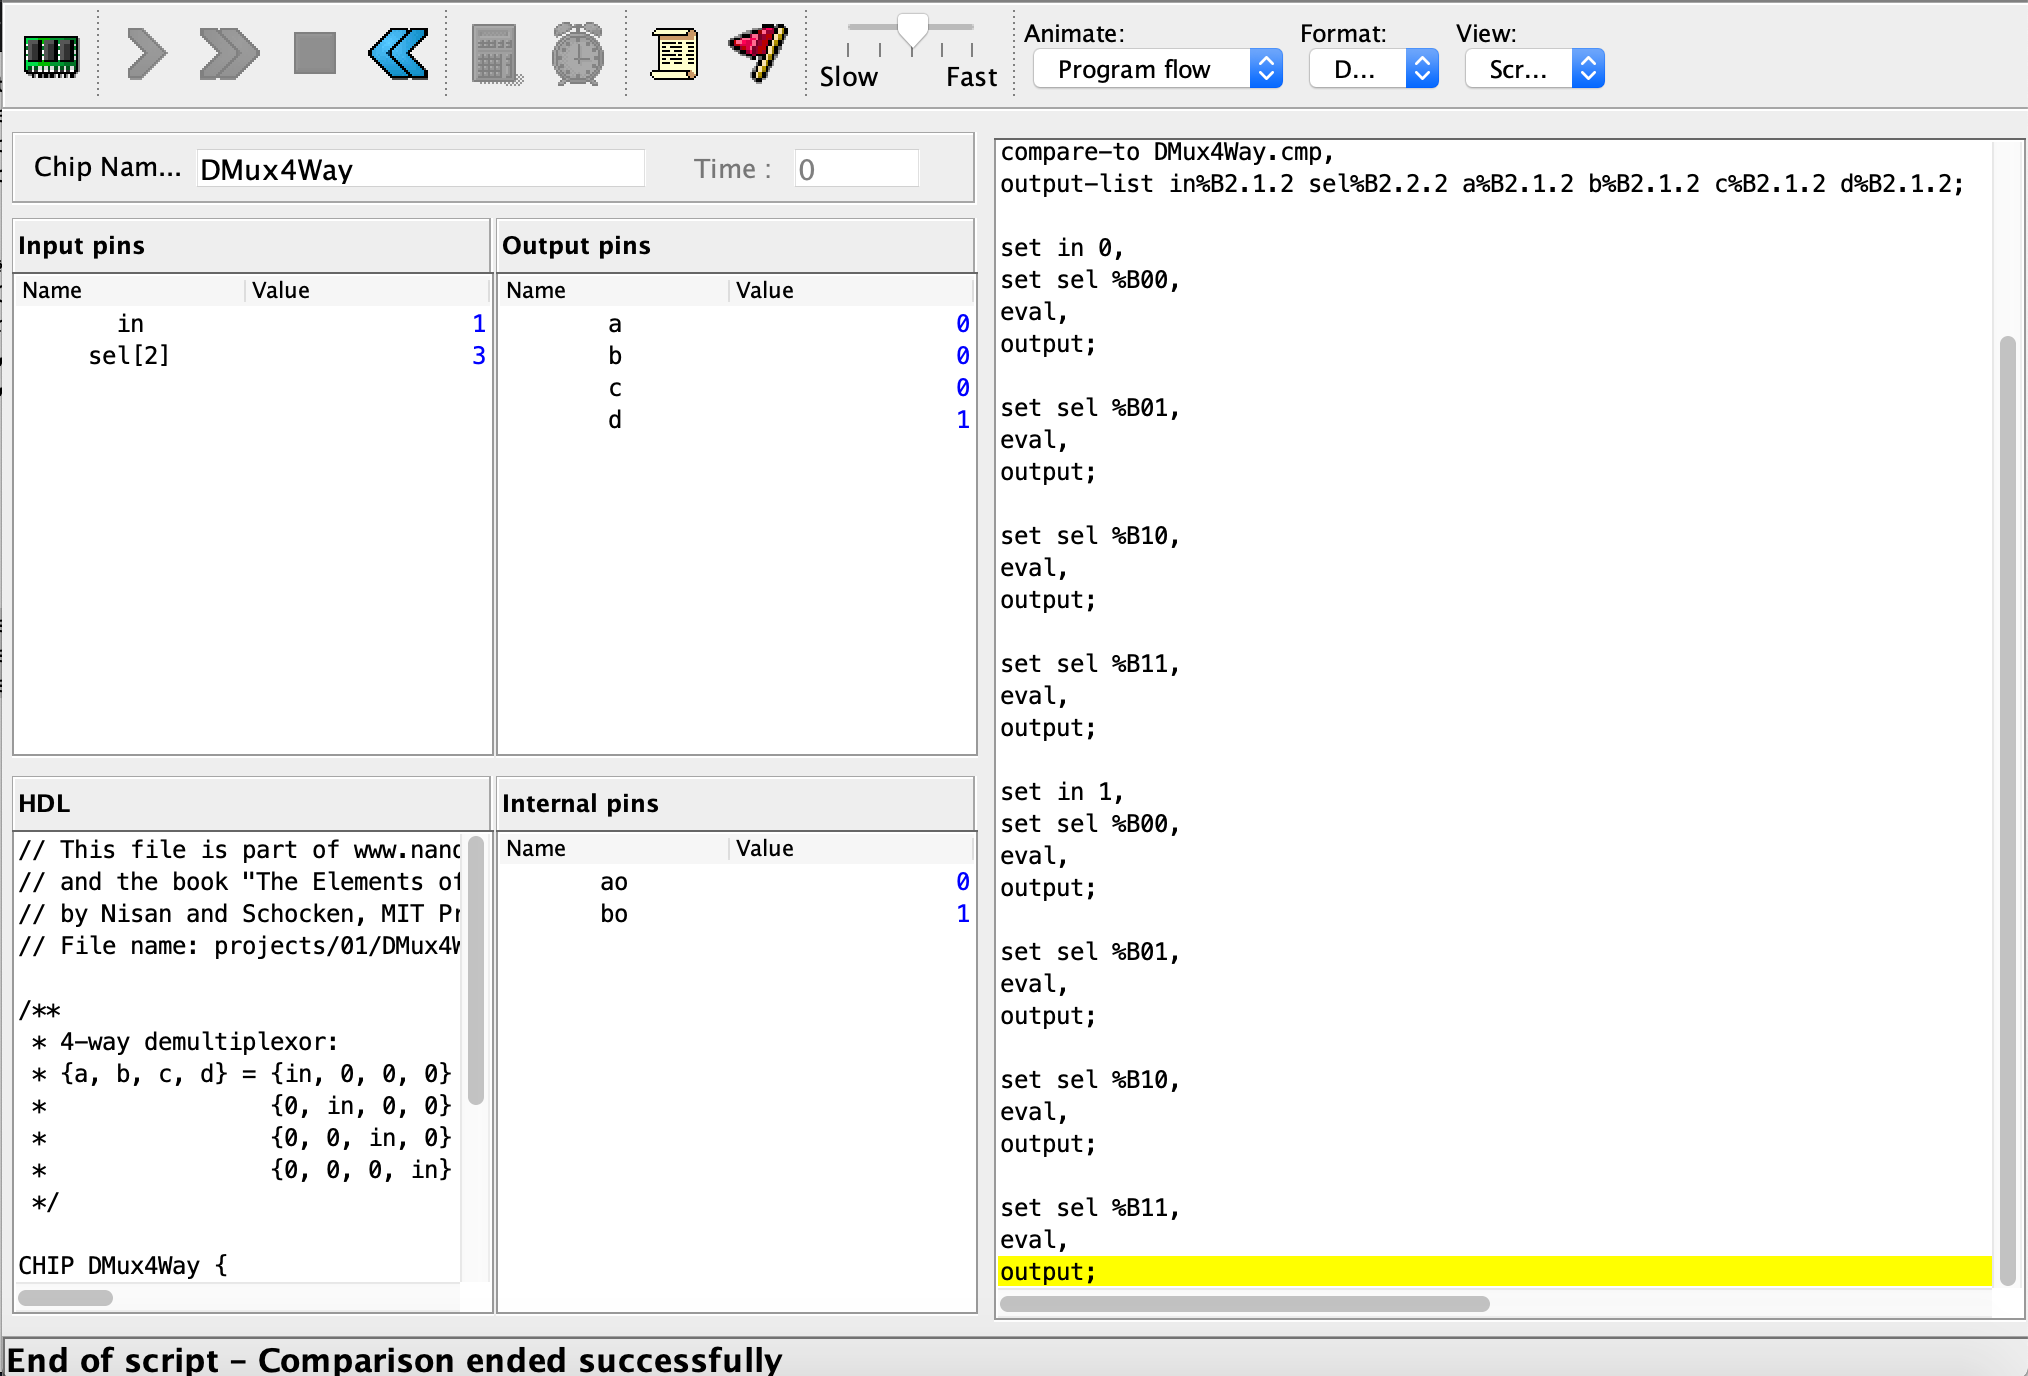 Slow
Fast
Animate:
Program flow
Format:
D...
View:
Scr...
Chip Nam...
DMux4Way
Time :
0
Input pins
Name Value
in 1
sel[2] 3
Output pins
Name Value
a 0
b 0
c 0
d 1
HDL
// This file is part of www.nand
// and the book "The Elements of
// by Nisan and Schocken, MIT Pr
// File name: projects/01/DMux4W
/**
* 4-way demultiplexor:
* {a, b, c, d} = {in, 0, 0, 0}
* {0, in, 0, 0}
* {0, 0, in, 0}
* {0, 0, 0, in}
*/
CHIP DMux4Way {
Internal pins
Name Value
ao 0
bo 1
compare-to DMux4Way.cmp,
output-list in%B2.1.2 sel%B2.2.2 a%B2.1.2 b%B2.1.2 c%B2.1.2 d%B2.1.2;
set in 0,
set sel %B00,
eval,
output;
set sel %B01,
eval,
output;
set sel %B10,
eval,
output;
set sel %B11,
eval,
output;
set in 1,
set sel %B00,
eval,
output;
set sel %B01,
eval,
output;
set sel %B10,
eval,
output;
set sel %B11,
eval,
output;
End of script - Comparison ended successfully